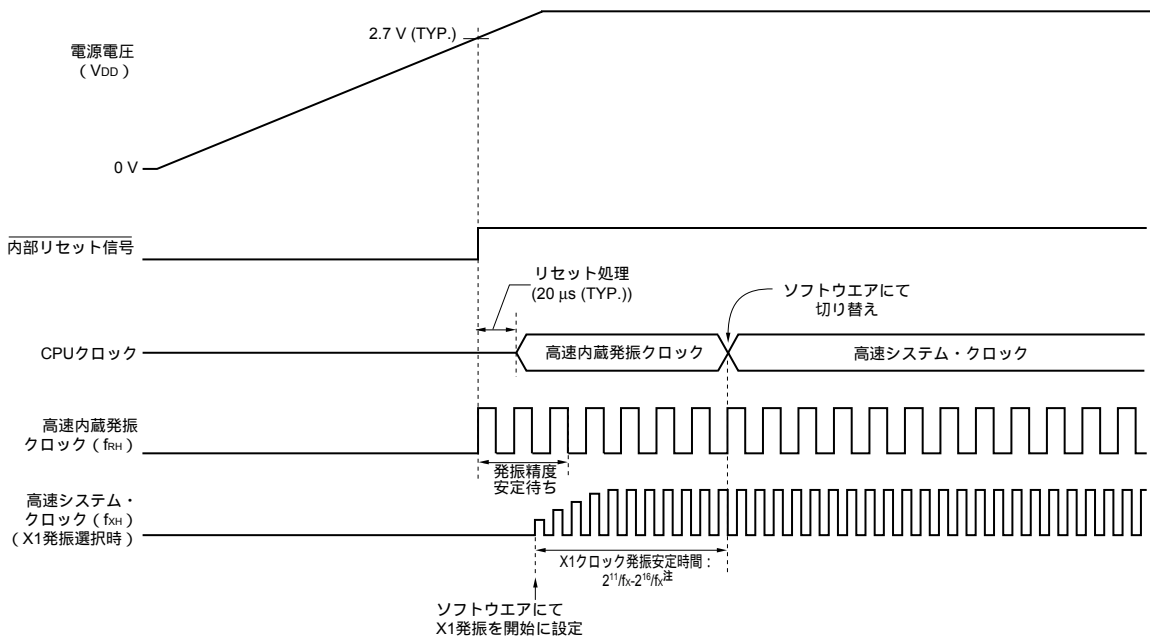 2.7 V (TYP.)
電源電圧
（VDD）
0 V
内部リセット信号
リセット処理
(20 μs (TYP.))
ソフトウエアにて
切り替え
CPUクロック
高速内蔵発振クロック
高速システム・クロック
高速内蔵発振
クロック（fRH）
発振精度
安定待ち
高速システム・
クロック（fXH）
（X1発振選択時）
X1クロック発振安定時間：
2¹¹/fX-2¹⁶/fX注
ソフトウエアにて
X1発振を開始に設定